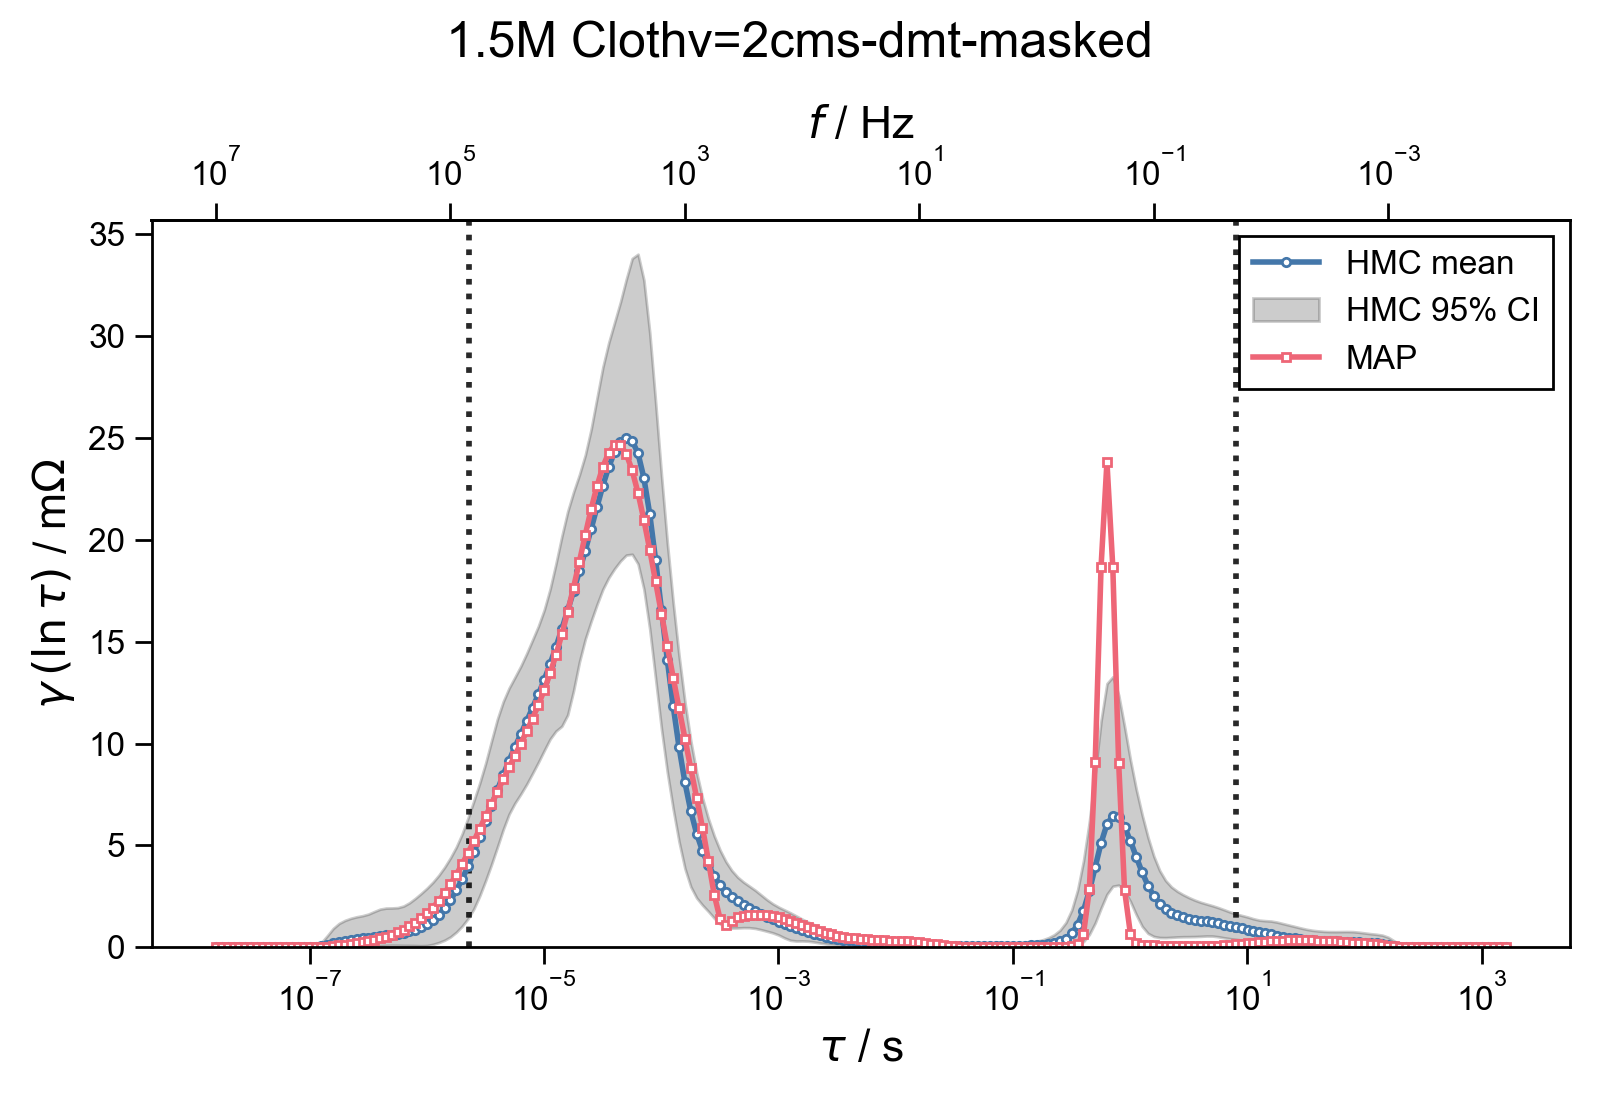 1.5M Clothv=2cms-dmt-masked
f / Hz
10^7 10^5 10^3 10^1 10^−1 10^−3
35
30
25
20
15
10
5
0
γ (ln τ) / mΩ
HMC mean
HMC 95% CI
MAP
10^−7 10^−5 10^−3 10^−1 10^1 10^3
τ / s